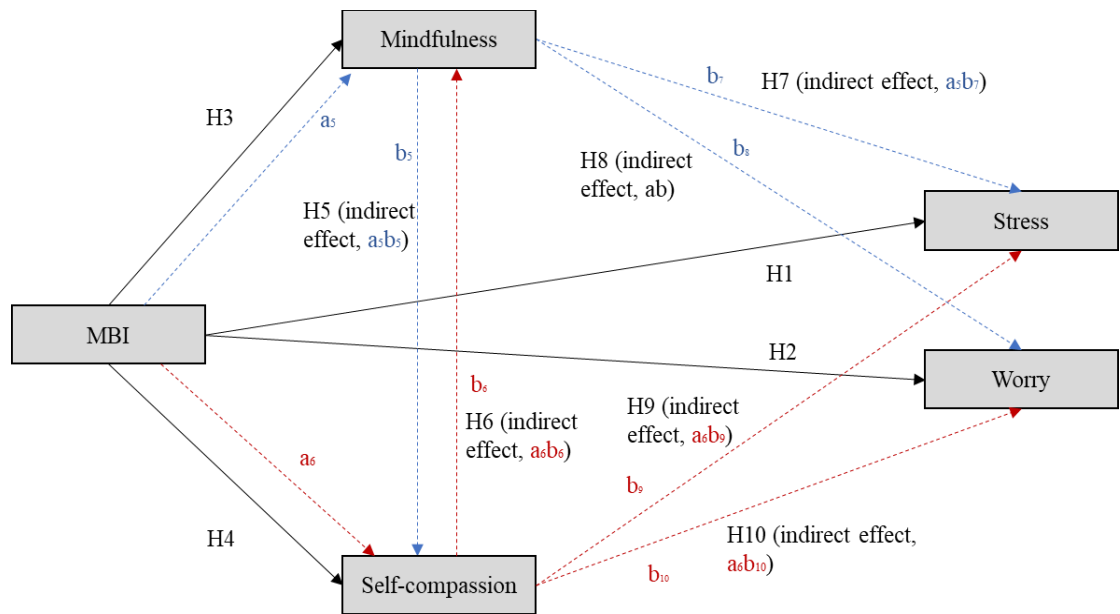 Mindfulness
H3
a₅
b₇
H7 (indirect effect, a₅b₇)
b₅
b₈
H8 (indirect
effect, ab)
H5 (indirect
effect, a₅b₅)
Stress
H1
MBI
H2
Worry
b₆
H6 (indirect
effect, a₆b₆)
H9 (indirect
effect, a₆b₉)
a₆
b₉
H4
H10 (indirect effect,
a₆b₁₀)
Self-compassion
b₁₀